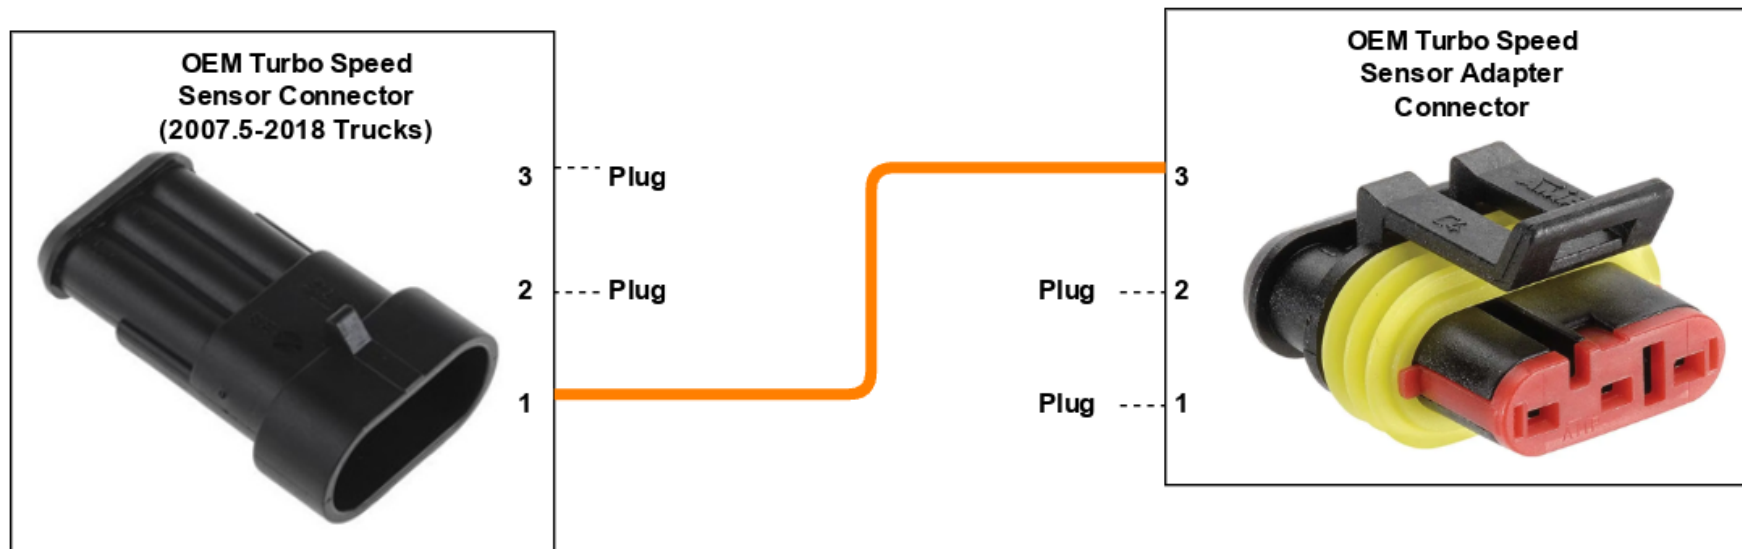 OEM Turbo Speed
Sensor Connector
(2007.5-2018 Trucks)
3
Plug
2
Plug
1
OEM Turbo Speed
Sensor Adapter
Connector
3
Plug
2
Plug
1
AMP